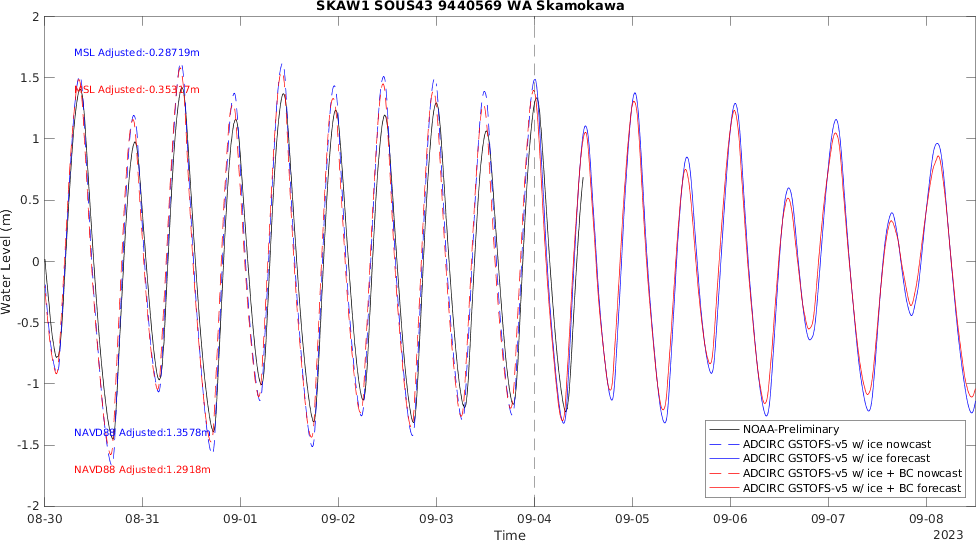 SKAW1 SOUS43 9440569 WA Skamokawa
2
1.5
1
0.5
0
-0.5
-1
-1.5
-2
Water Level (m)
MSL Adjusted:-0.28719m
MSL Adjusted:-0.35317m
NAVD88 Adjusted:1.3578m
NAVD88 Adjusted:1.2918m
NOAA-Preliminary
ADCIRC GSTOFS-v5 w/ ice nowcast
ADCIRC GSTOFS-v5 w/ ice forecast
ADCIRC GSTOFS-v5 w/ ice + BC nowcast
ADCIRC GSTOFS-v5 w/ ice + BC forecast
08-30 08-31 09-01 09-02 09-03 09-04 09-05 09-06 09-07 09-08
Time
2023